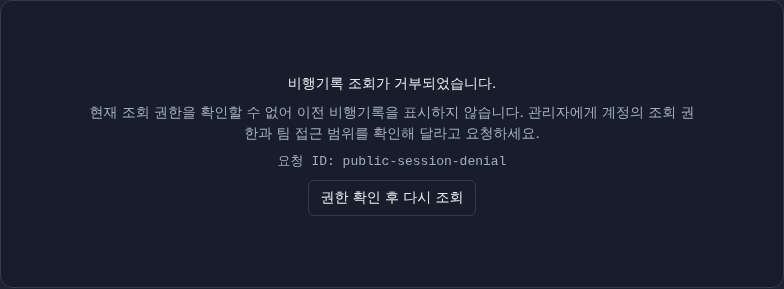 비행기록 조회가 거부되었습니다.
현재 조회 권한을 확인할 수 없어 이전 비행기록을 표시하지 않습니다. 관리자에게 계정의 조회 권
한과 팀 접근 범위를 확인해 달라고 요청하세요.
요청 ID: public-session-denial
권한 확인 후 다시 조회